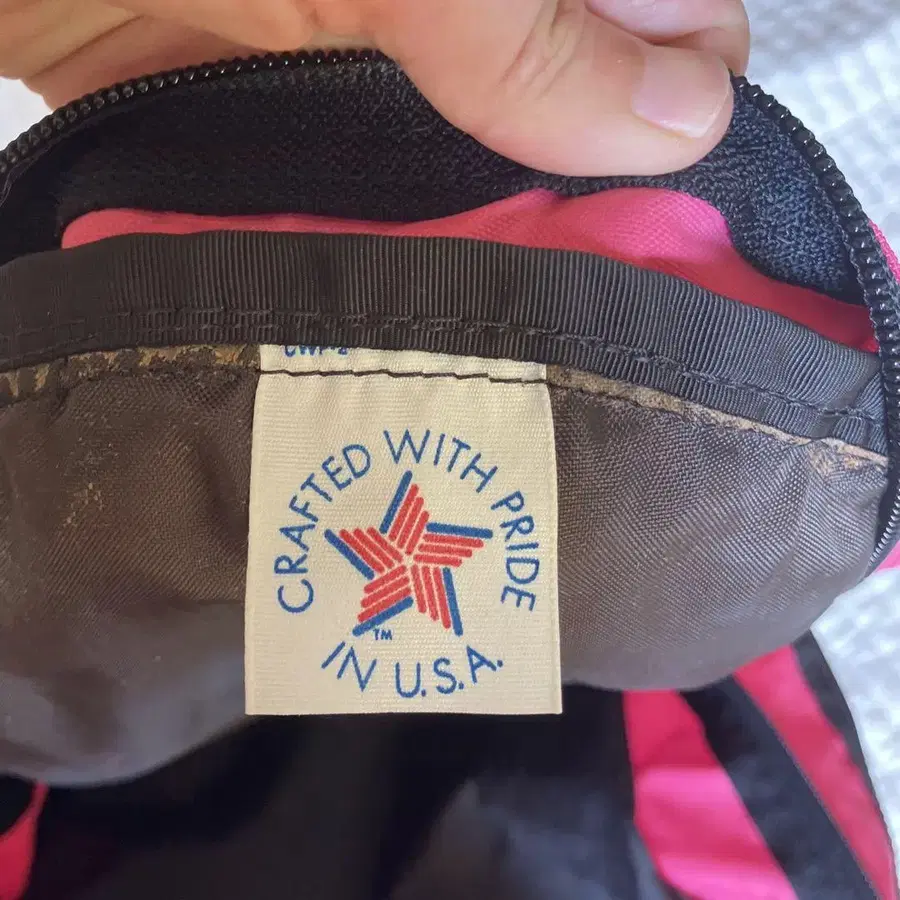 CRAFTED WITH PRIDE
IN U.S.A.
TM